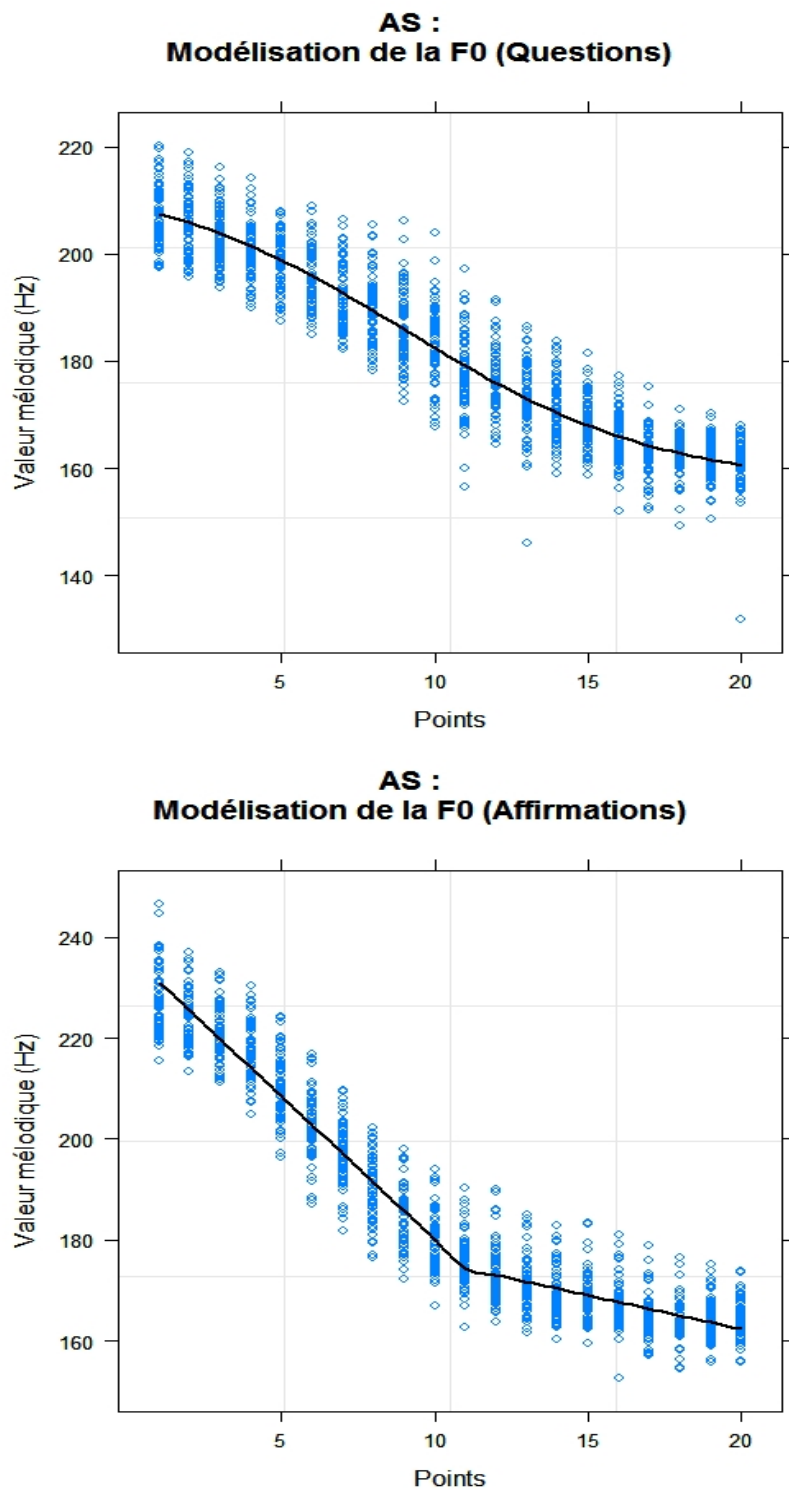 AS :
Modélisation de la F0 (Questions)
220
200
180
160
140
Valeur mélodique (Hz)
5 10 15 20
Points
AS :
Modélisation de la F0 (Affirmations)
240
220
200
180
160
Valeur mélodique (Hz)
5 10 15 20
Points